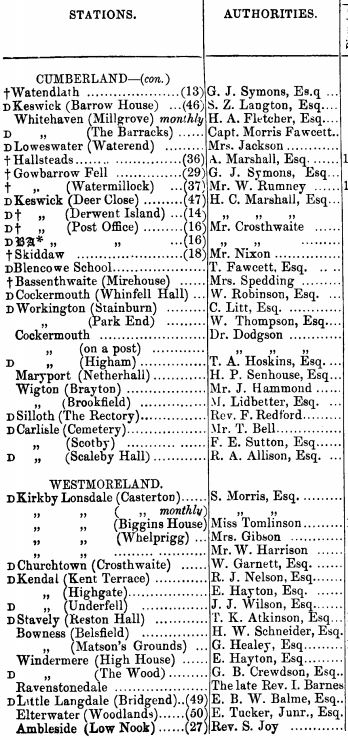 STATIONS. AUTHORITIES.
CUMBERLAND—(con.)
†Watendlath ..................(13) G. J. Symons, Es.q ...
D Keswick (Barrow House) ...(46) S. Z. Langton, Esq....
Whitehaven (Millgrove) monthly H. A. Fletcher, Esq....
D „ (The Barracks) ...... Capt. Morris Fawcett..
D Loweswater (Waterend) ...... Mrs. Jackson ............
†Hallsteads..................(36) A. Marshall, Esq.......
†Gowbarrow Fell ............(29) G. J. Symons, Esq....
† „ (Watermillock) ...(37) Mr. W. Rumney ......
D Keswick (Deer Close) ......(47) H. C. Marshall, Esq....
D† „ (Derwent Island) ...(14) „ „ „
D† „ (Post Office) ......(16) Mr. Crosthwaite ......
D BA* „ „ ......(16) „ „ „
†Skiddaw .....................(18) Mr. Nixon ...............
D Blencowe School............... T. Fawcett, Esq. ......
†Bassenthwaite (Mirehouse) ...... Mrs. Spedding .........
D Cockermouth (Whinfell Hall) ... W. Robinson, Esq. ...
D Workington (Stainburn) ......... C. Litt, Esq. ............
„ (Park End) ............ W. Thompson, Esq....
Cockermouth ..................... Dr. Dodgson ............
„ (on a post) ............ „ „ „
D „ (Higham) ............... T. A. Hoskins, Esq....
Maryport (Netherhall)............ H. P. Senhouse, Esq...
Wigton (Brayton) .................. Mr. J. Hammond ......
„ (Brookfield) ............... M. Lidbetter, Esq. ...
D Silloth (The Rectory)............ Rev. F. Redford.........
D Carlisle (Cemetery)............... Mr. T. Bell...............
„ (Scotby) .................. F. E. Sutton, Esq......
D „ (Scaleby Hall) ............ R. A. Allison, Esq. ...
WESTMORELAND.
D Kirkby Lonsdale (Casterton)...... S. Morris, Esq. .........
„ „ ( „ monthly) „ „
„ „ (Biggins House) Miss Tomlinson.........
„ „ (Whelprigg) ... Mrs. Gibson ............
„ „ ............... Mr. W. Harrison ......
D Churchtown (Crosthwaite) ...... W. Garnett, Esq.......
D Kendal (Kent Terrace) ............ R. J. Nelson, Esq......
„ (Highgate).................. E. Hayton, Esq. ......
D „ (Underfell) ............... J. J. Wilson, Esq.......
D Stavely (Reston Hall) ............ T. K. Atkinson, Esq...
Bowness (Belsfield) ............... H. W. Schneider, Esq.
„ (Matson's Grounds) ... G. Healey, Esq.........
Windermere (High House) ...... E. Hayton, Esq.........
D „ (The Wood) ............ G. B. Crewdson, Esq..
Ravenstonedale .................. The late Rev. I. Barnes
D Little Langdale (Bridgend)..(49) E. B. W. Balme, Esq..
Elterwater (Woodlands)......(50) E. Tucker, Junr., Esq.
Ambleside (Low Nook) ......(27) Rev. S. Joy ............